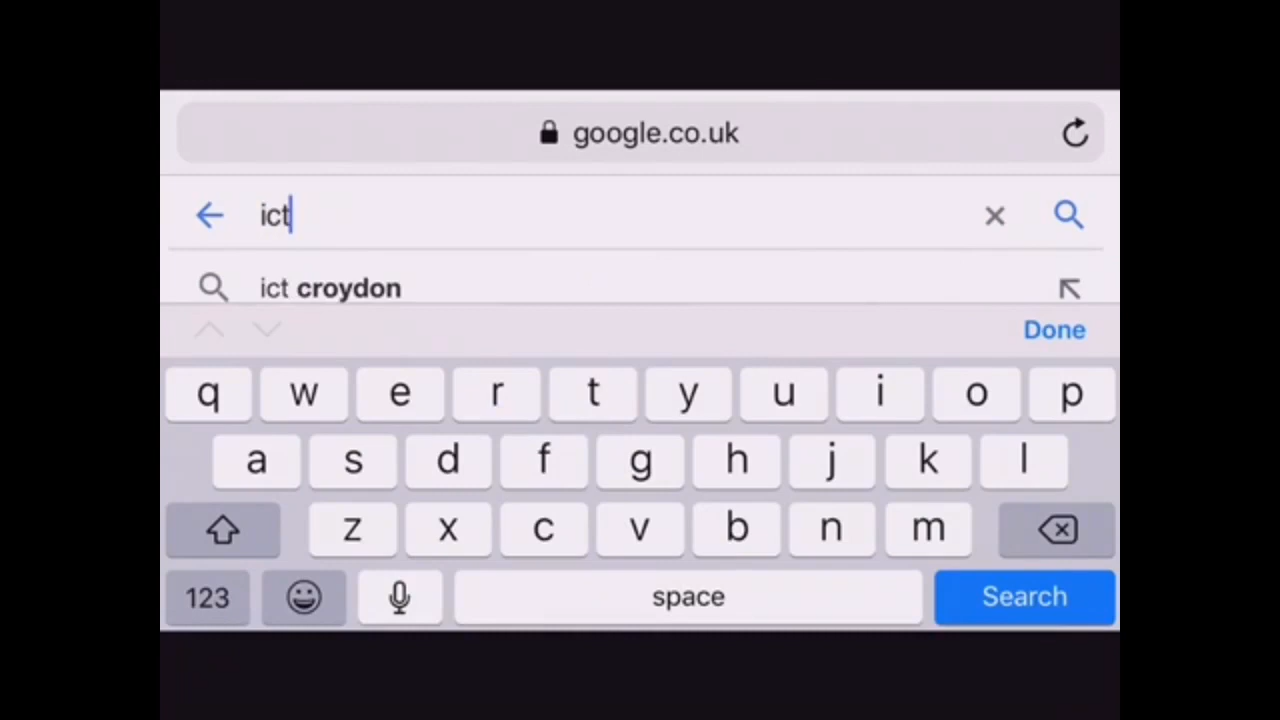 google.co.uk
ict
ict croydon
Done
q w e r t y u i o p
a s d f g h j k l
z x c v b n m
123 space Search